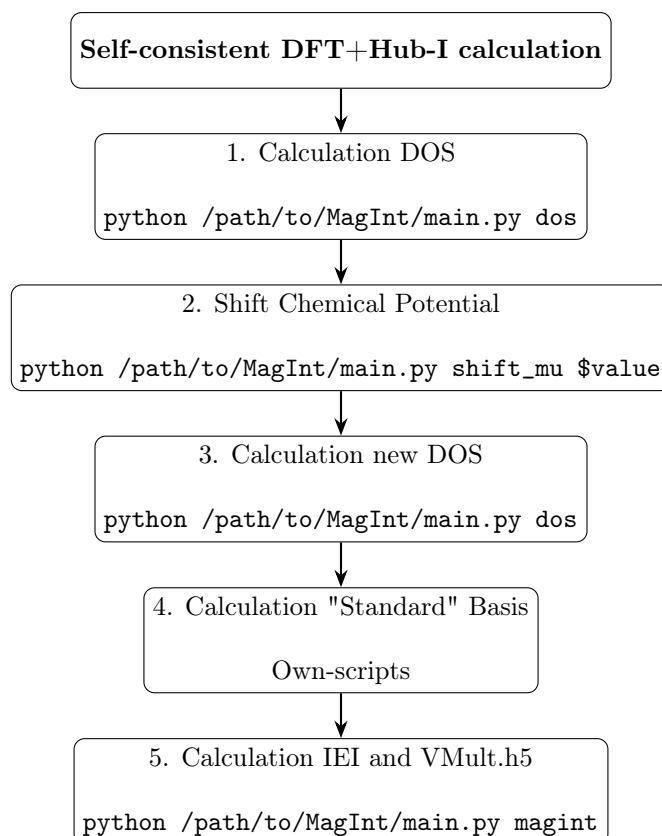 Self-consistent DFT+Hub-I calculation
1. Calculation DOS
python /path/to/MagInt/main.py dos
2. Shift Chemical Potential
python /path/to/MagInt/main.py shift_mu $value
3. Calculation new DOS
python /path/to/MagInt/main.py dos
4. Calculation "Standard" Basis
Own-scripts
5. Calculation IEI and VMult.h5
python /path/to/MagInt/main.py magint